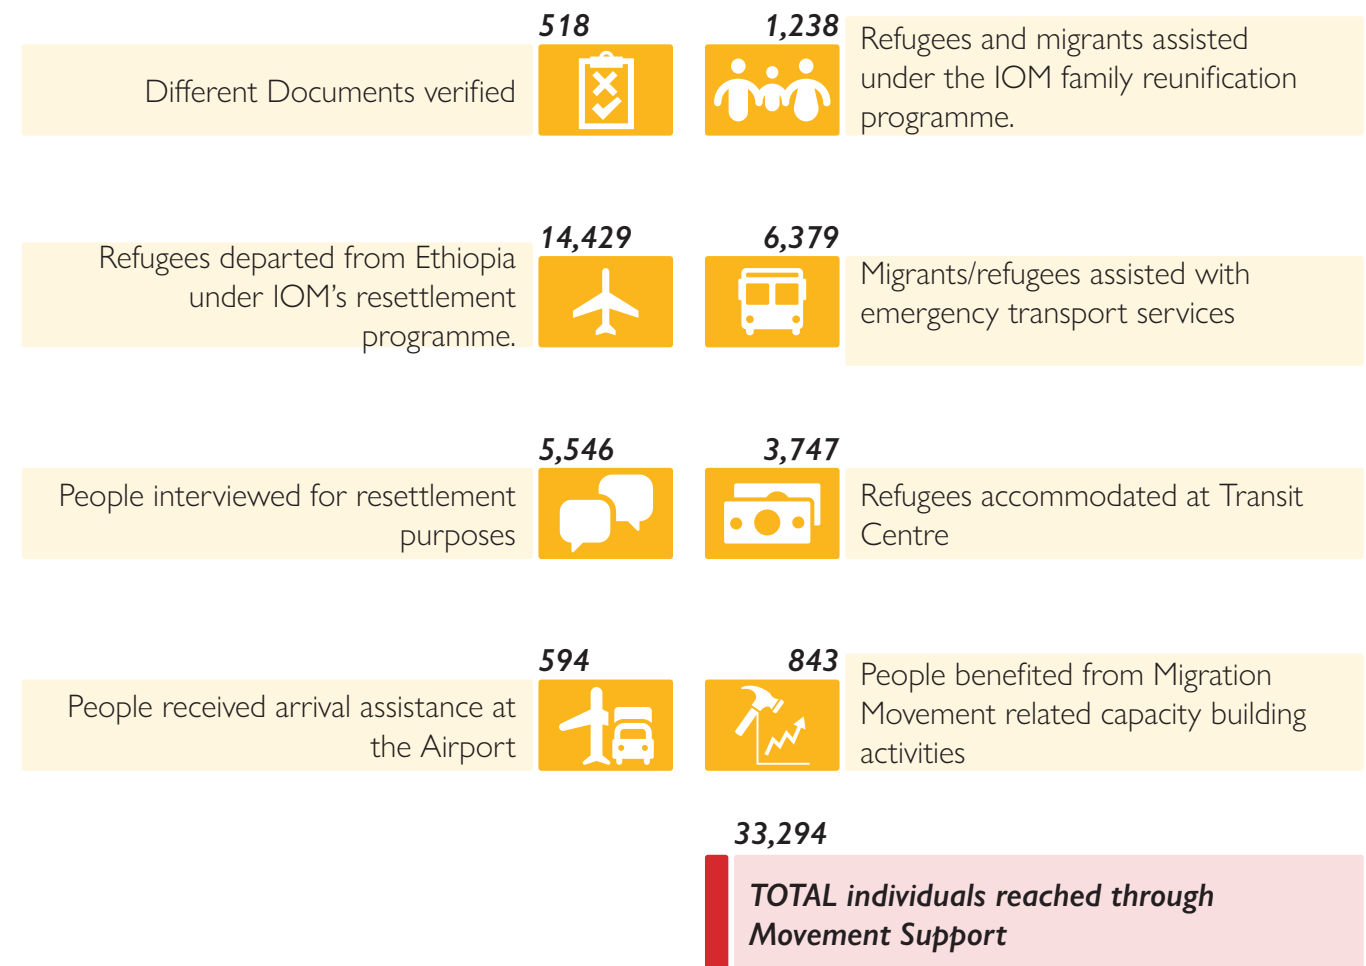 518
Different Documents verified
1,238
Refugees and migrants assisted
under the IOM family reunification
programme.
14,429
Refugees departed from Ethiopia
under IOM’s resettlement
programme.
6,379
Migrants/refugees assisted with
emergency transport services
5,546
People interviewed for resettlement
purposes
3,747
Refugees accommodated at Transit
Centre
594
People received arrival assistance at
the Airport
843
People benefited from Migration
Movement related capacity building
activities
33,294
TOTAL individuals reached through
Movement Support